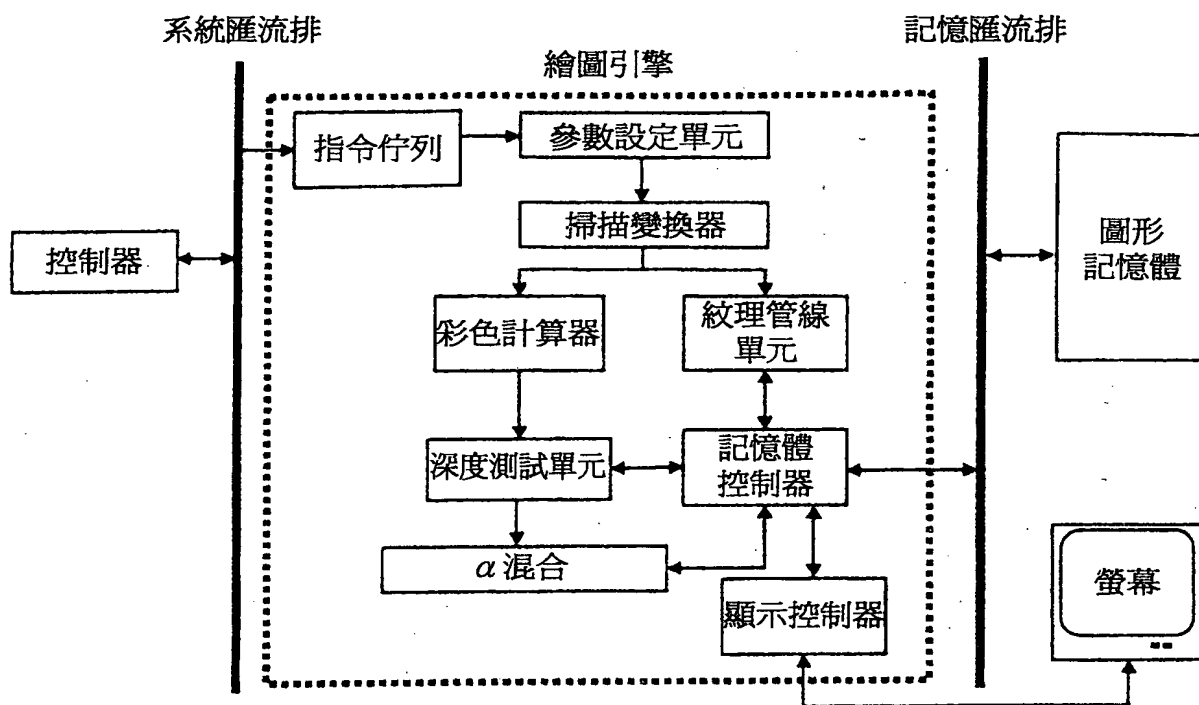 系統匯流排
記憶匯流排
繪圖引擎
指令佇列
參數設定單元
掃描變換器
控制器
圖形
記憶體
彩色計算器
紋理管線
單元
深度測試單元
記憶體
控制器
α混合
顯示控制器
螢幕